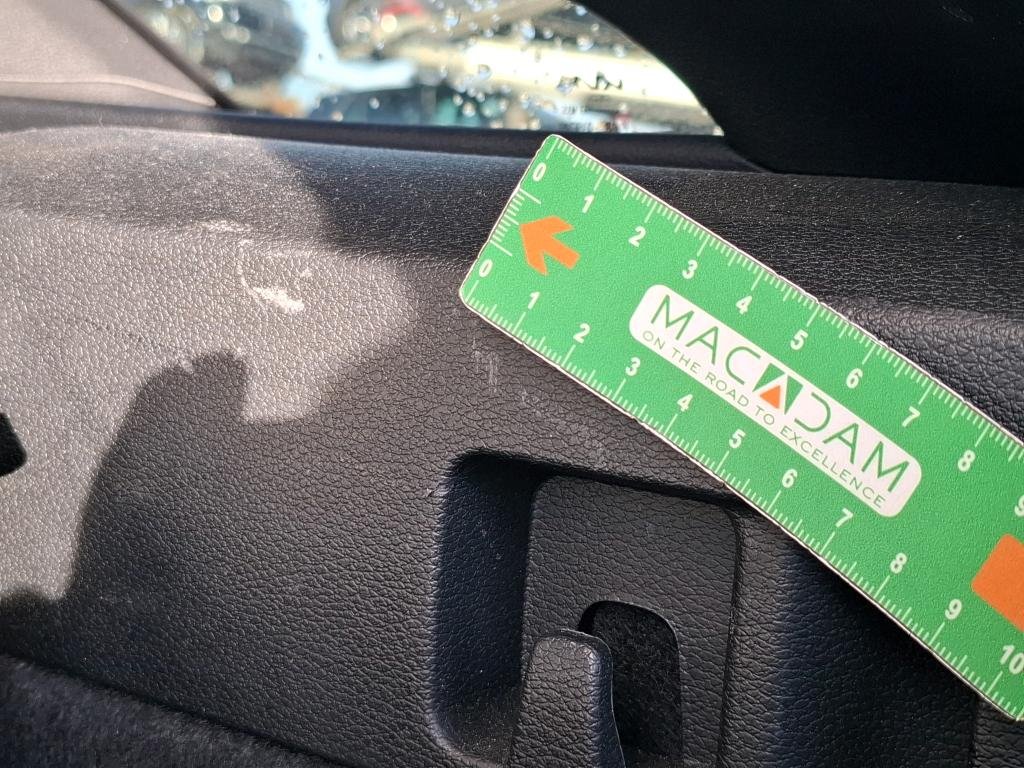 0 1 2 3 4 5 6 7 8 9
MACADAM
ON THE ROAD TO EXCELLENCE
0 1 2 3 4 5 6 7 8 9 10